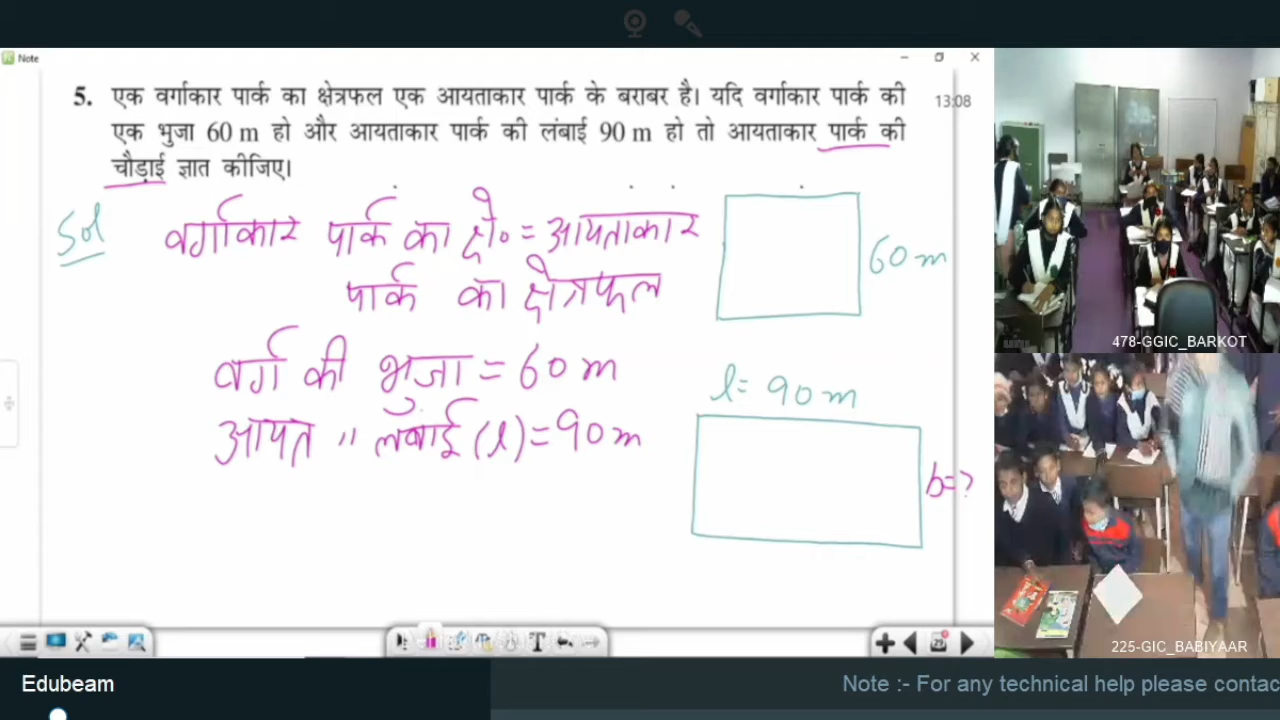 Note
5. एक वर्गाकार पार्क का क्षेत्रफल एक आयताकार पार्क के बराबर है। यदि वर्गाकार पार्क की
एक भुजा 60 m हो और आयताकार पार्क की लंबाई 90 m हो तो आयताकार पार्क की
चौड़ाई ज्ञात कीजिए।
13:08
Sol
वर्गाकार पार्क का क्षे० = आयताकार
पार्क का क्षेत्रफल
60 m
वर्ग की भुजा = 60 m
आयत " लंबाई (l) = 90 m
l = 90 m
b = ?
478-GGIC_BARKOT
225-GIC_BABIYAAR
Edubeam
Note :- For any technical help please contac